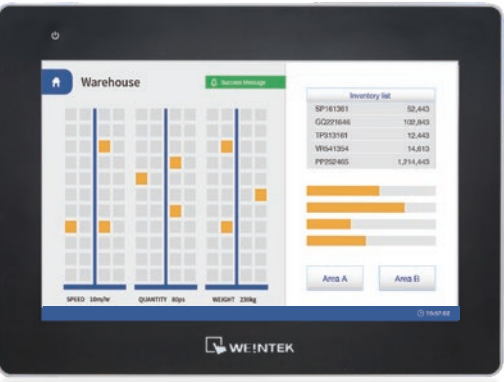 Warehouse
Success Message
Inventory list
SP161361 52,443
GQ221646 102,843
TP313161 12,443
VR541354 14,613
PP252465 1,214,443
Area A Area B
SPEED 10m/hr QUANTITY 80ps WEIGHT 230kg
WEINTEK